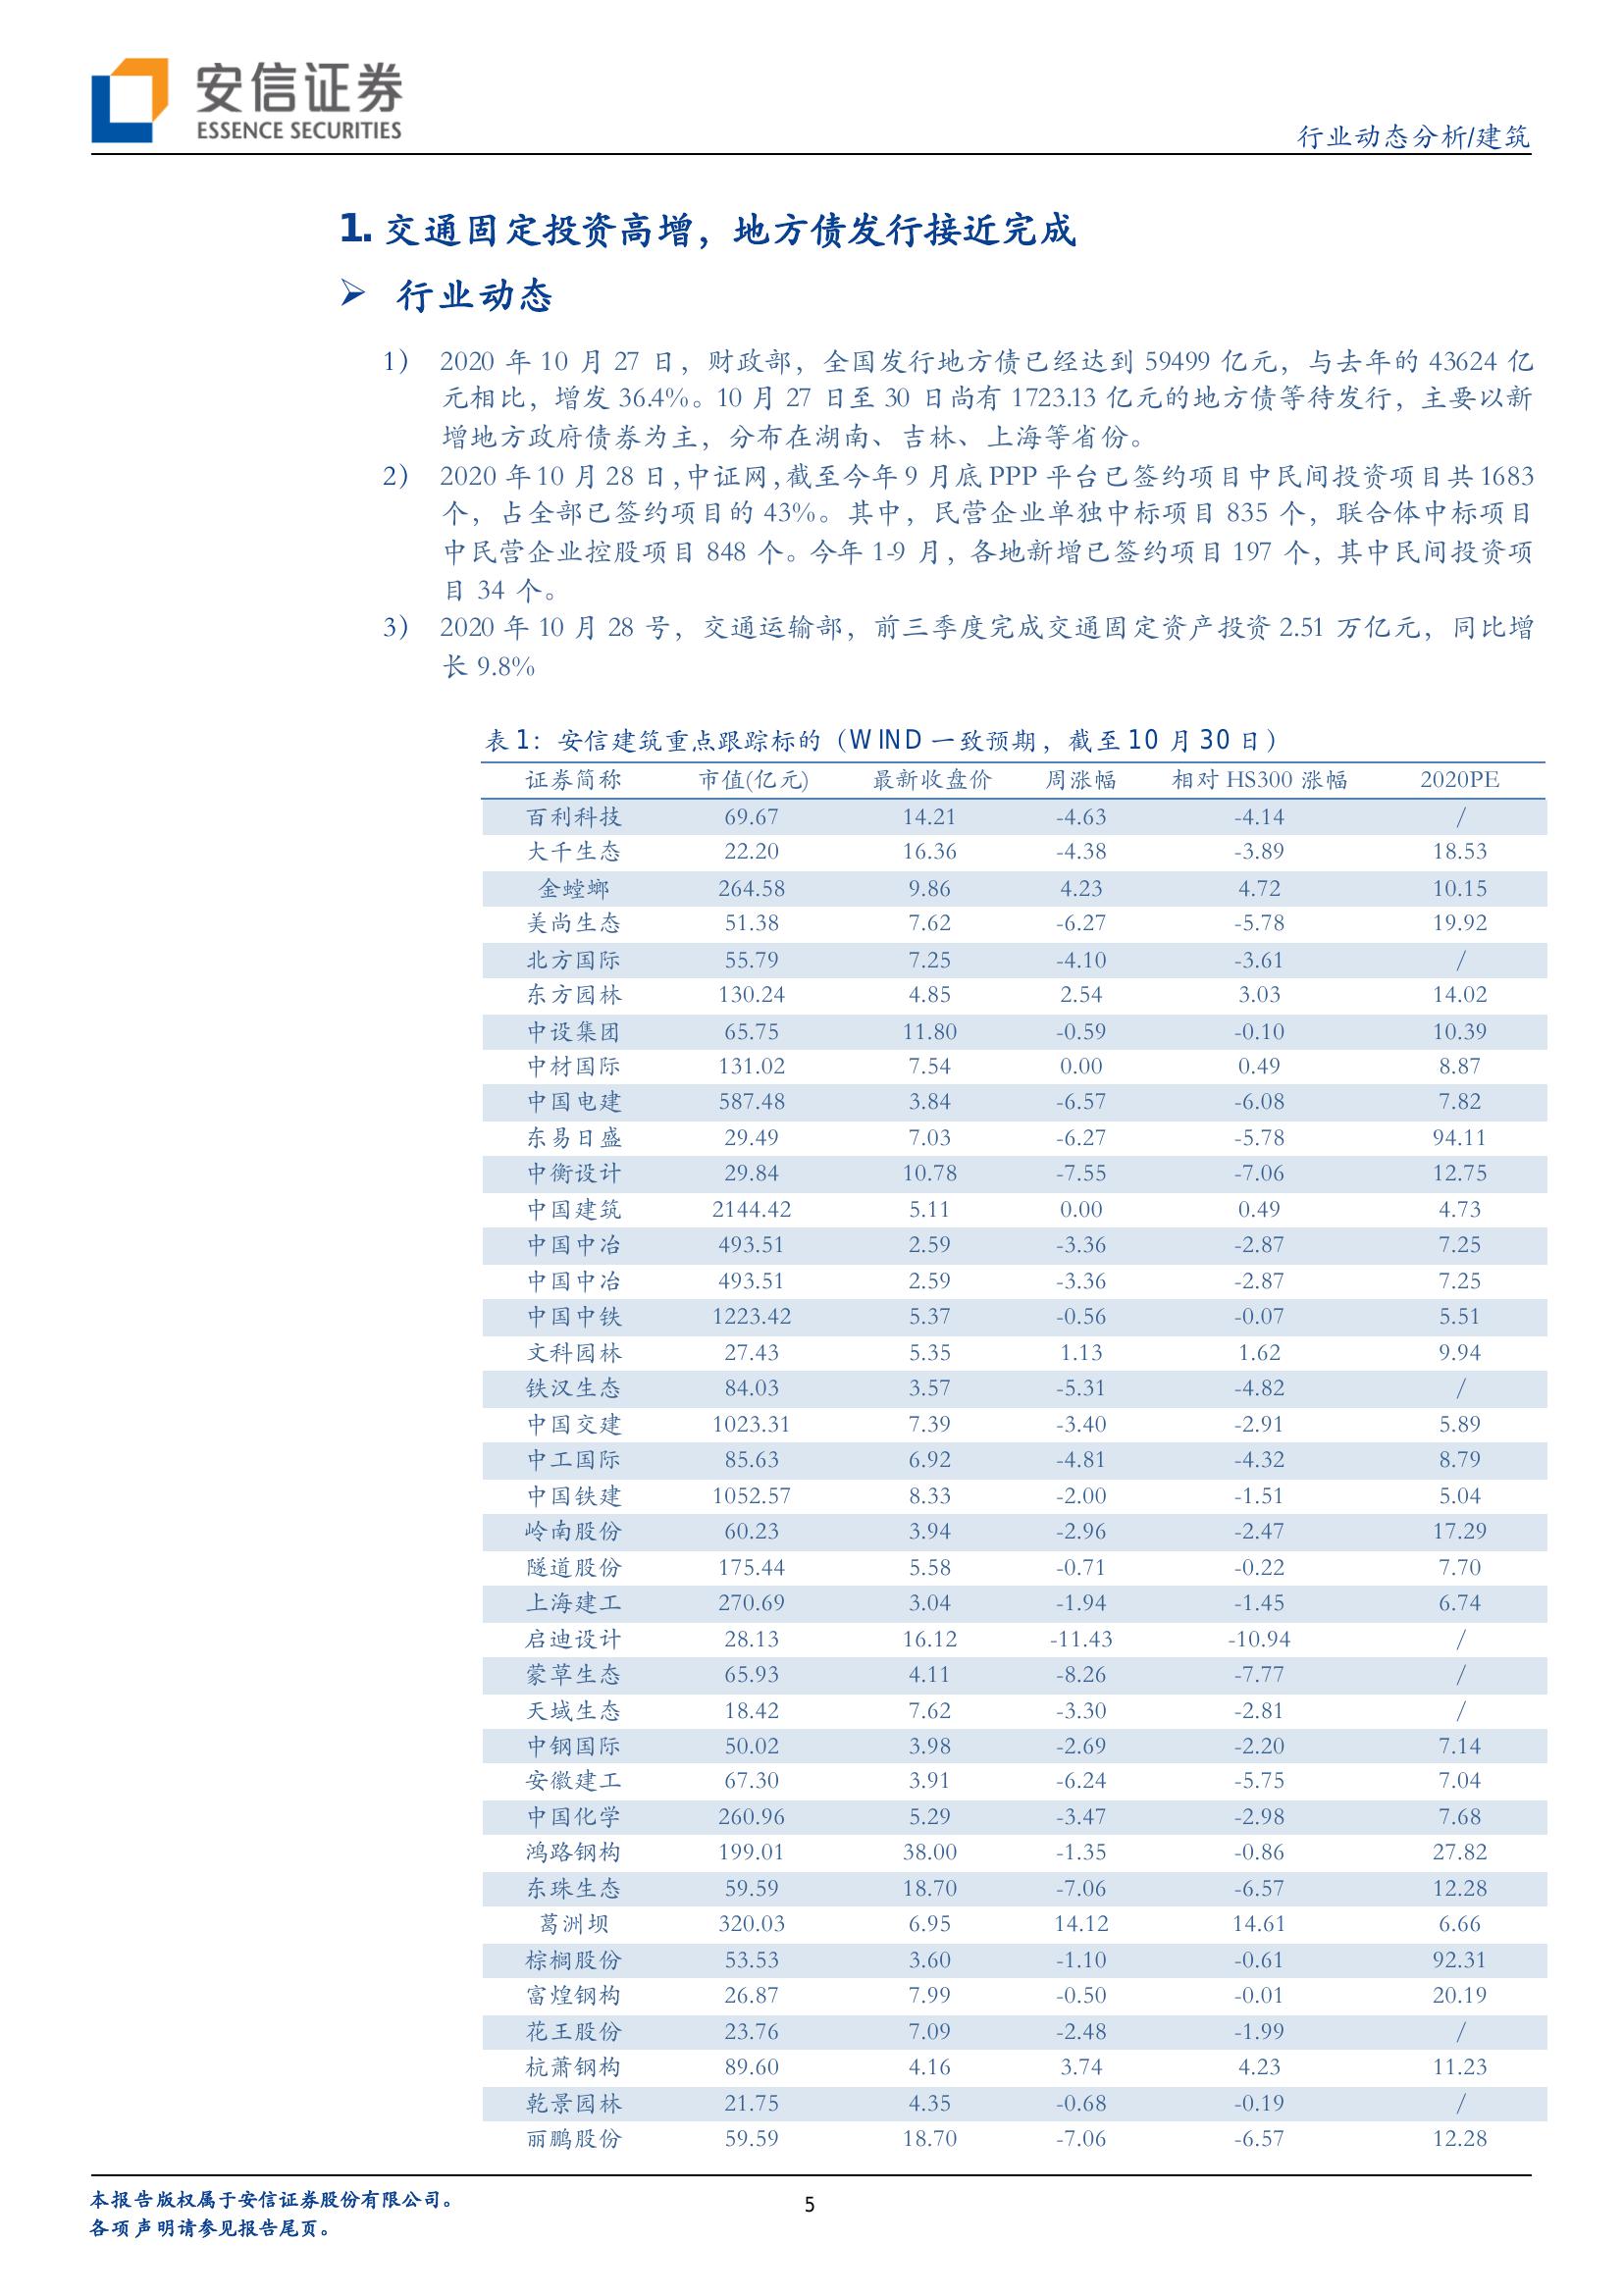 安信证券
ESSENCE SECURITIES
行业动态分析/建筑
1. 交通固定投资高增，地方债发行接近完成
➢ 行业动态
1） 2020 年 10 月 27 日，财政部，全国发行地方债已经达到 59499 亿元，与去年的 43624 亿
元相比，增发 36.4%。10 月 27 日至 30 日尚有 1723.13 亿元的地方债等待发行，主要以新
增地方政府债券为主，分布在湖南、吉林、上海等省份。
2） 2020 年 10 月 28 日,中证网,截至今年 9 月底 PPP 平台已签约项目中民间投资项目共 1683
个，占全部已签约项目的 43%。其中，民营企业单独中标项目 835 个，联合体中标项目
中民营企业控股项目 848 个。今年 1-9 月，各地新增已签约项目 197 个，其中民间投资项
目 34 个。
3） 2020 年 10 月 28 号，交通运输部，前三季度完成交通固定资产投资 2.51 万亿元，同比增
长 9.8%
表 1：安信建筑重点跟踪标的（WIND 一致预期，截至 10 月 30 日）
证券简称 市值(亿元) 最新收盘价 周涨幅 相对 HS300 涨幅 2020PE
百利科技 69.67 14.21 -4.63 -4.14 /
大千生态 22.20 16.36 -4.38 -3.89 18.53
金螳螂 264.58 9.86 4.23 4.72 10.15
美尚生态 51.38 7.62 -6.27 -5.78 19.92
北方国际 55.79 7.25 -4.10 -3.61 /
东方园林 130.24 4.85 2.54 3.03 14.02
中设集团 65.75 11.80 -0.59 -0.10 10.39
中材国际 131.02 7.54 0.00 0.49 8.87
中国电建 587.48 3.84 -6.57 -6.08 7.82
东易日盛 29.49 7.03 -6.27 -5.78 94.11
中衡设计 29.84 10.78 -7.55 -7.06 12.75
中国建筑 2144.42 5.11 0.00 0.49 4.73
中国中冶 493.51 2.59 -3.36 -2.87 7.25
中国中冶 493.51 2.59 -3.36 -2.87 7.25
中国中铁 1223.42 5.37 -0.56 -0.07 5.51
文科园林 27.43 5.35 1.13 1.62 9.94
铁汉生态 84.03 3.57 -5.31 -4.82 /
中国交建 1023.31 7.39 -3.40 -2.91 5.89
中工国际 85.63 6.92 -4.81 -4.32 8.79
中国铁建 1052.57 8.33 -2.00 -1.51 5.04
岭南股份 60.23 3.94 -2.96 -2.47 17.29
隧道股份 175.44 5.58 -0.71 -0.22 7.70
上海建工 270.69 3.04 -1.94 -1.45 6.74
启迪设计 28.13 16.12 -11.43 -10.94 /
蒙草生态 65.93 4.11 -8.26 -7.77 /
天域生态 18.42 7.62 -3.30 -2.81 /
中钢国际 50.02 3.98 -2.69 -2.20 7.14
安徽建工 67.30 3.91 -6.24 -5.75 7.04
中国化学 260.96 5.29 -3.47 -2.98 7.68
鸿路钢构 199.01 38.00 -1.35 -0.86 27.82
东珠生态 59.59 18.70 -7.06 -6.57 12.28
葛洲坝 320.03 6.95 14.12 14.61 6.66
棕榈股份 53.53 3.60 -1.10 -0.61 92.31
富煌钢构 26.87 7.99 -0.50 -0.01 20.19
花王股份 23.76 7.09 -2.48 -1.99 /
杭萧钢构 89.60 4.16 3.74 4.23 11.23
乾景园林 21.75 4.35 -0.68 -0.19 /
丽鹏股份 59.59 18.70 -7.06 -6.57 12.28
本报告版权属于安信证券股份有限公司。
各项声明请参见报告尾页。
5